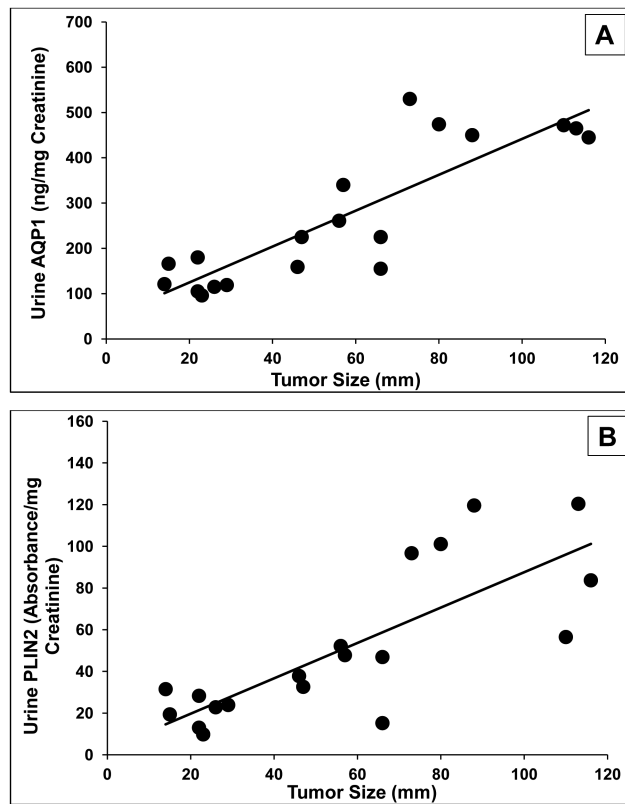 A
700
600
500
400
300
200
100
0
Urine AQP1 (ng/mg Creatinine)
0 20 40 60 80 100 120
Tumor Size (mm)
B
160
140
120
100
80
60
40
20
0
Urine PLIN2 (Absorbance/mg
Creatinine)
0 20 40 60 80 100 120
Tumor Size (mm)